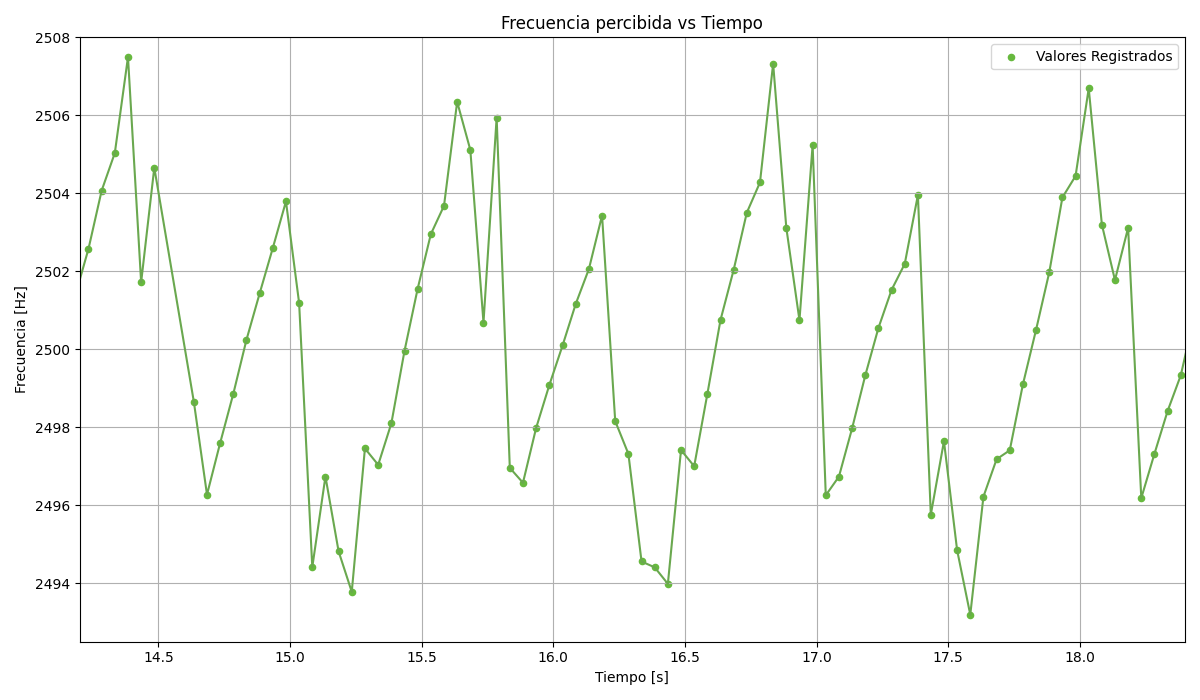 Frecuencia percibida vs Tiempo
Valores Registrados
Frecuencia [Hz]
2508
2506
2504
2502
2500
2498
2496
2494
14.5 15.0 15.5 16.0 16.5 17.0 17.5 18.0
Tiempo [s]